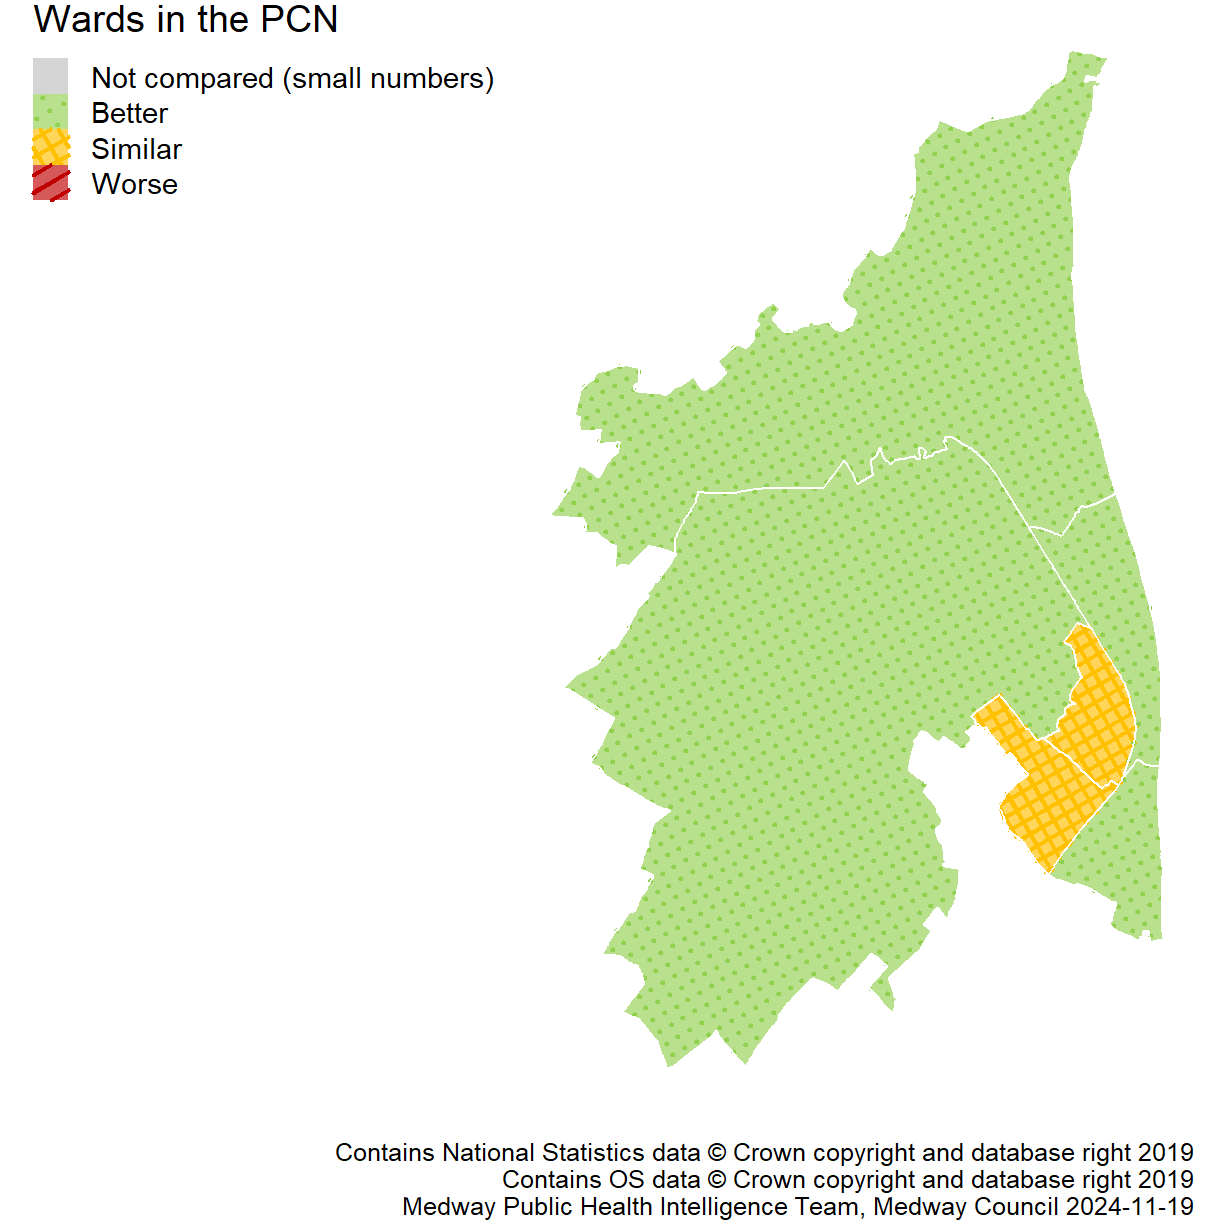 Wards in the PCN
Not compared (small numbers)
Better
Similar
Worse
Contains National Statistics data © Crown copyright and database right 2019
Contains OS data © Crown copyright and database right 2019
Medway Public Health Intelligence Team, Medway Council 2024-11-19